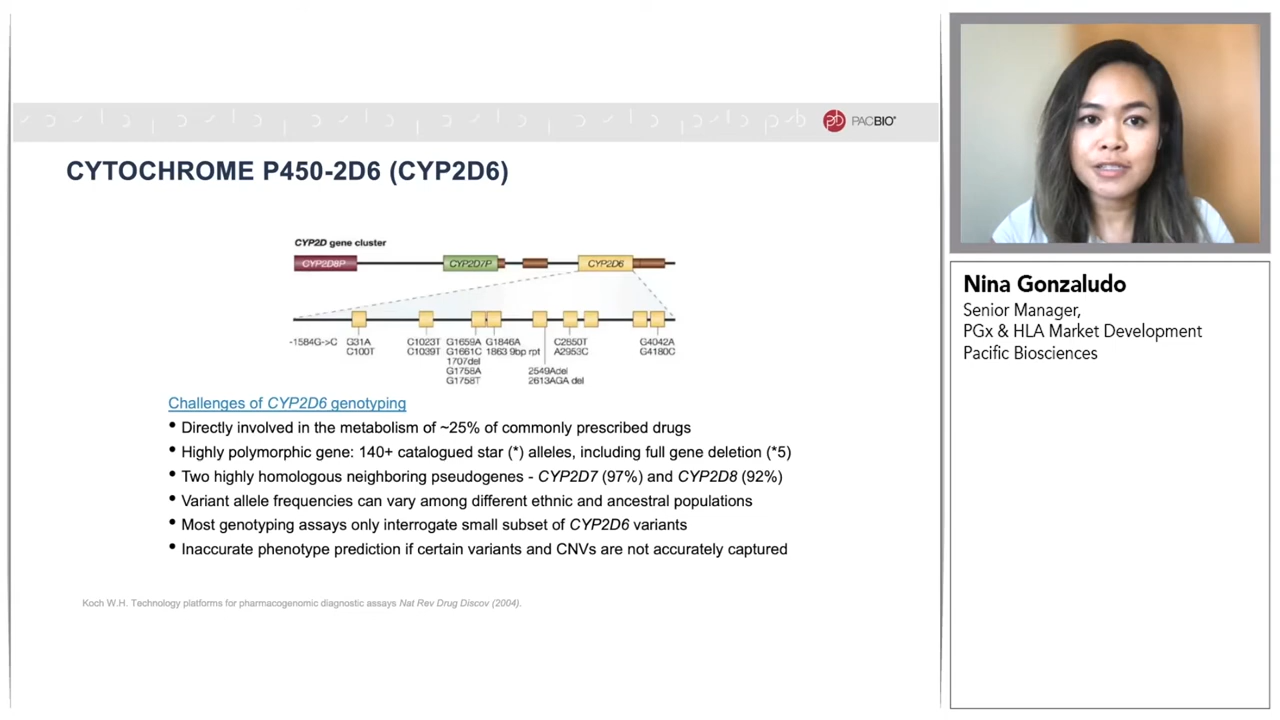 PACBIO®
CYTOCHROME P450-2D6 (CYP2D6)
CYP2D gene cluster
CYP2D8P CYP2D7P CYP2D6
-1584G->C G31A C1023T G1659A G1846A C2850T G4042A
C100T C1039T G1661C 1863 9bp rpt A2953C G4180C
1707del
G1758A 2549Adel
G1758T 2613AGA del
Challenges of CYP2D6 genotyping
• Directly involved in the metabolism of ~25% of commonly prescribed drugs
• Highly polymorphic gene: 140+ catalogued star (*) alleles, including full gene deletion (*5)
• Two highly homologous neighboring pseudogenes - CYP2D7 (97%) and CYP2D8 (92%)
• Variant allele frequencies can vary among different ethnic and ancestral populations
• Most genotyping assays only interrogate small subset of CYP2D6 variants
• Inaccurate phenotype prediction if certain variants and CNVs are not accurately captured
Koch W.H. Technology platforms for pharmacogenomic diagnostic assays Nat Rev Drug Discov (2004).
Nina Gonzaludo
Senior Manager,
PGx & HLA Market Development
Pacific Biosciences